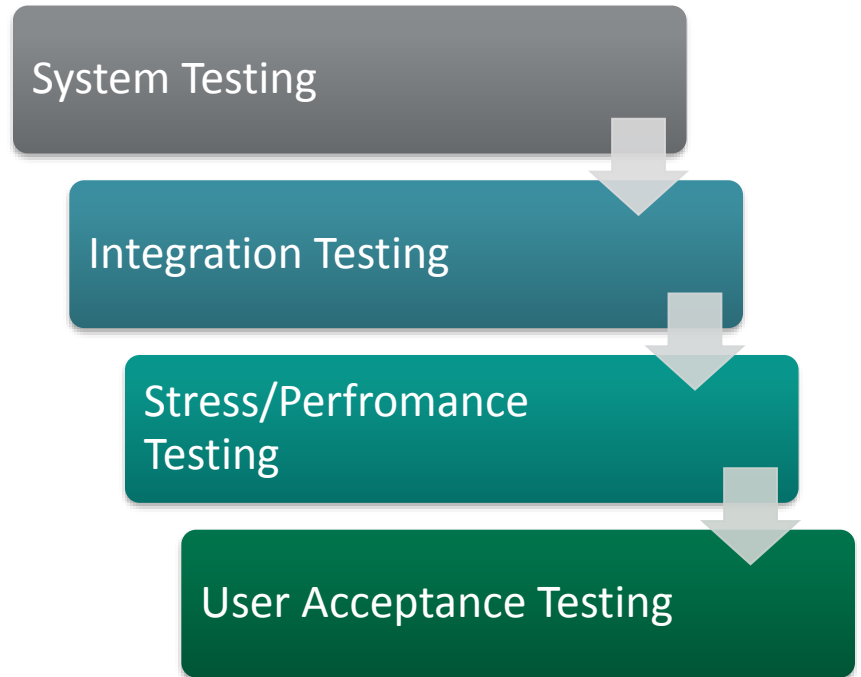 System Testing
Integration Testing
Stress/Perfromance
Testing
User Acceptance Testing